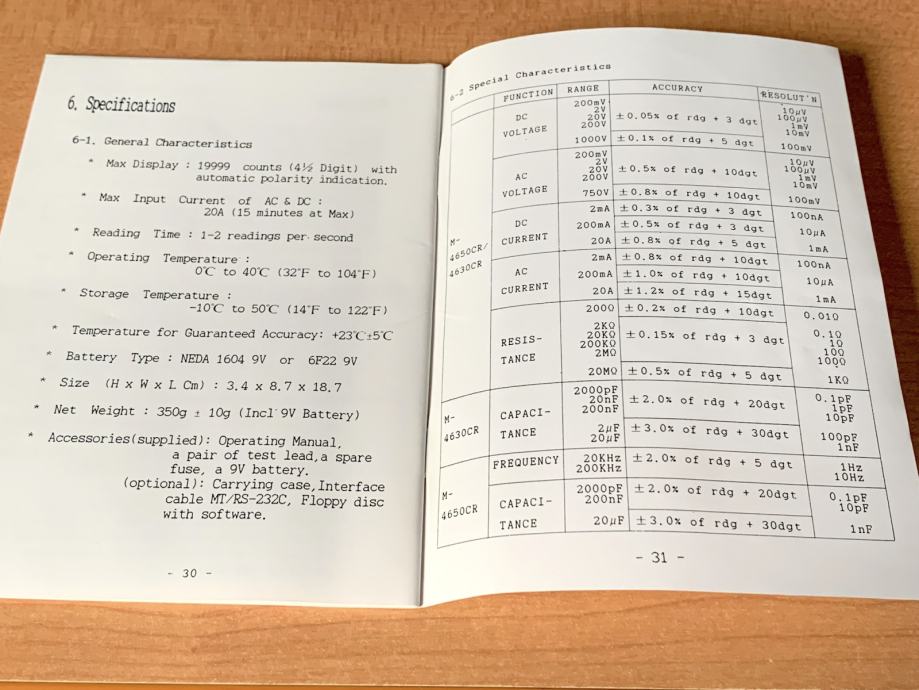 6. Specifications
6-1. General Characteristics
* Max Display : 19999 counts (4½ Digit) with
automatic polarity indication.
* Max Input Current of AC & DC :
20A (15 minutes at Max)
* Reading Time : 1-2 readings per second
* Operating Temperature :
0℃ to 40℃ (32℉ to 104℉)
* Storage Temperature :
-10℃ to 50℃ (14℉ to 122℉)
* Temperature for Guaranteed Accuracy: +23℃±5℃
* Battery Type : NEDA 1604 9V or 6F22 9V
* Size (H x W x L Cm) : 3.4 x 8.7 x 18.7
* Net Weight : 350g ± 10g (Incl 9V Battery)
* Accessories(supplied): Operating Manual,
a pair of test lead,a spare
fuse, a 9V battery.
(optional): Carrying case,Interface
cable MT/RS-232C, Floppy disc
with software.
- 30 -
6-2 Special Characteristics
FUNCTION RANGE ACCURACY RESOLUT'N
M-4650CR/4630CR
DC VOLTAGE
200mV 10µV
2V 100µV
20V ±0.05% of rdg + 3 dgt 1mV
200V 10mV
1000V ±0.1% of rdg + 5 dgt 100mV
AC VOLTAGE
200mV 10µV
2V 100µV
20V ±0.5% of rdg + 10dgt 1mV
200V 10mV
750V ±0.8% of rdg + 10dgt 100mV
DC CURRENT
2mA ±0.3% of rdg + 3 dgt 100nA
200mA ±0.5% of rdg + 3 dgt 10µA
20A ±0.8% of rdg + 5 dgt 1mA
AC CURRENT
2mA ±0.8% of rdg + 10dgt 100nA
200mA ±1.0% of rdg + 10dgt 10µA
20A ±1.2% of rdg + 15dgt 1mA
RESIS-TANCE
200Ω ±0.2% of rdg + 10dgt 0.01Ω
2KΩ 0.1Ω
20KΩ ±0.15% of rdg + 3 dgt 1Ω
200KΩ 10Ω
2MΩ 100Ω
20MΩ ±0.5% of rdg + 5 dgt 1KΩ
M-4630CR
CAPACI-TANCE
2000pF 0.1pF
20nF ±2.0% of rdg + 20dgt 1pF
200nF 10pF
2µF ±3.0% of rdg + 30dgt 100pF
20µF 1nF
M-4650CR
FREQUENCY
20KHz ±2.0% of rdg + 5 dgt 1Hz
200KHz 10Hz
CAPACI-TANCE
2000pF ±2.0% of rdg + 20dgt 0.1pF
200nF 10pF
20µF ±3.0% of rdg + 30dgt 1nF
- 31 -